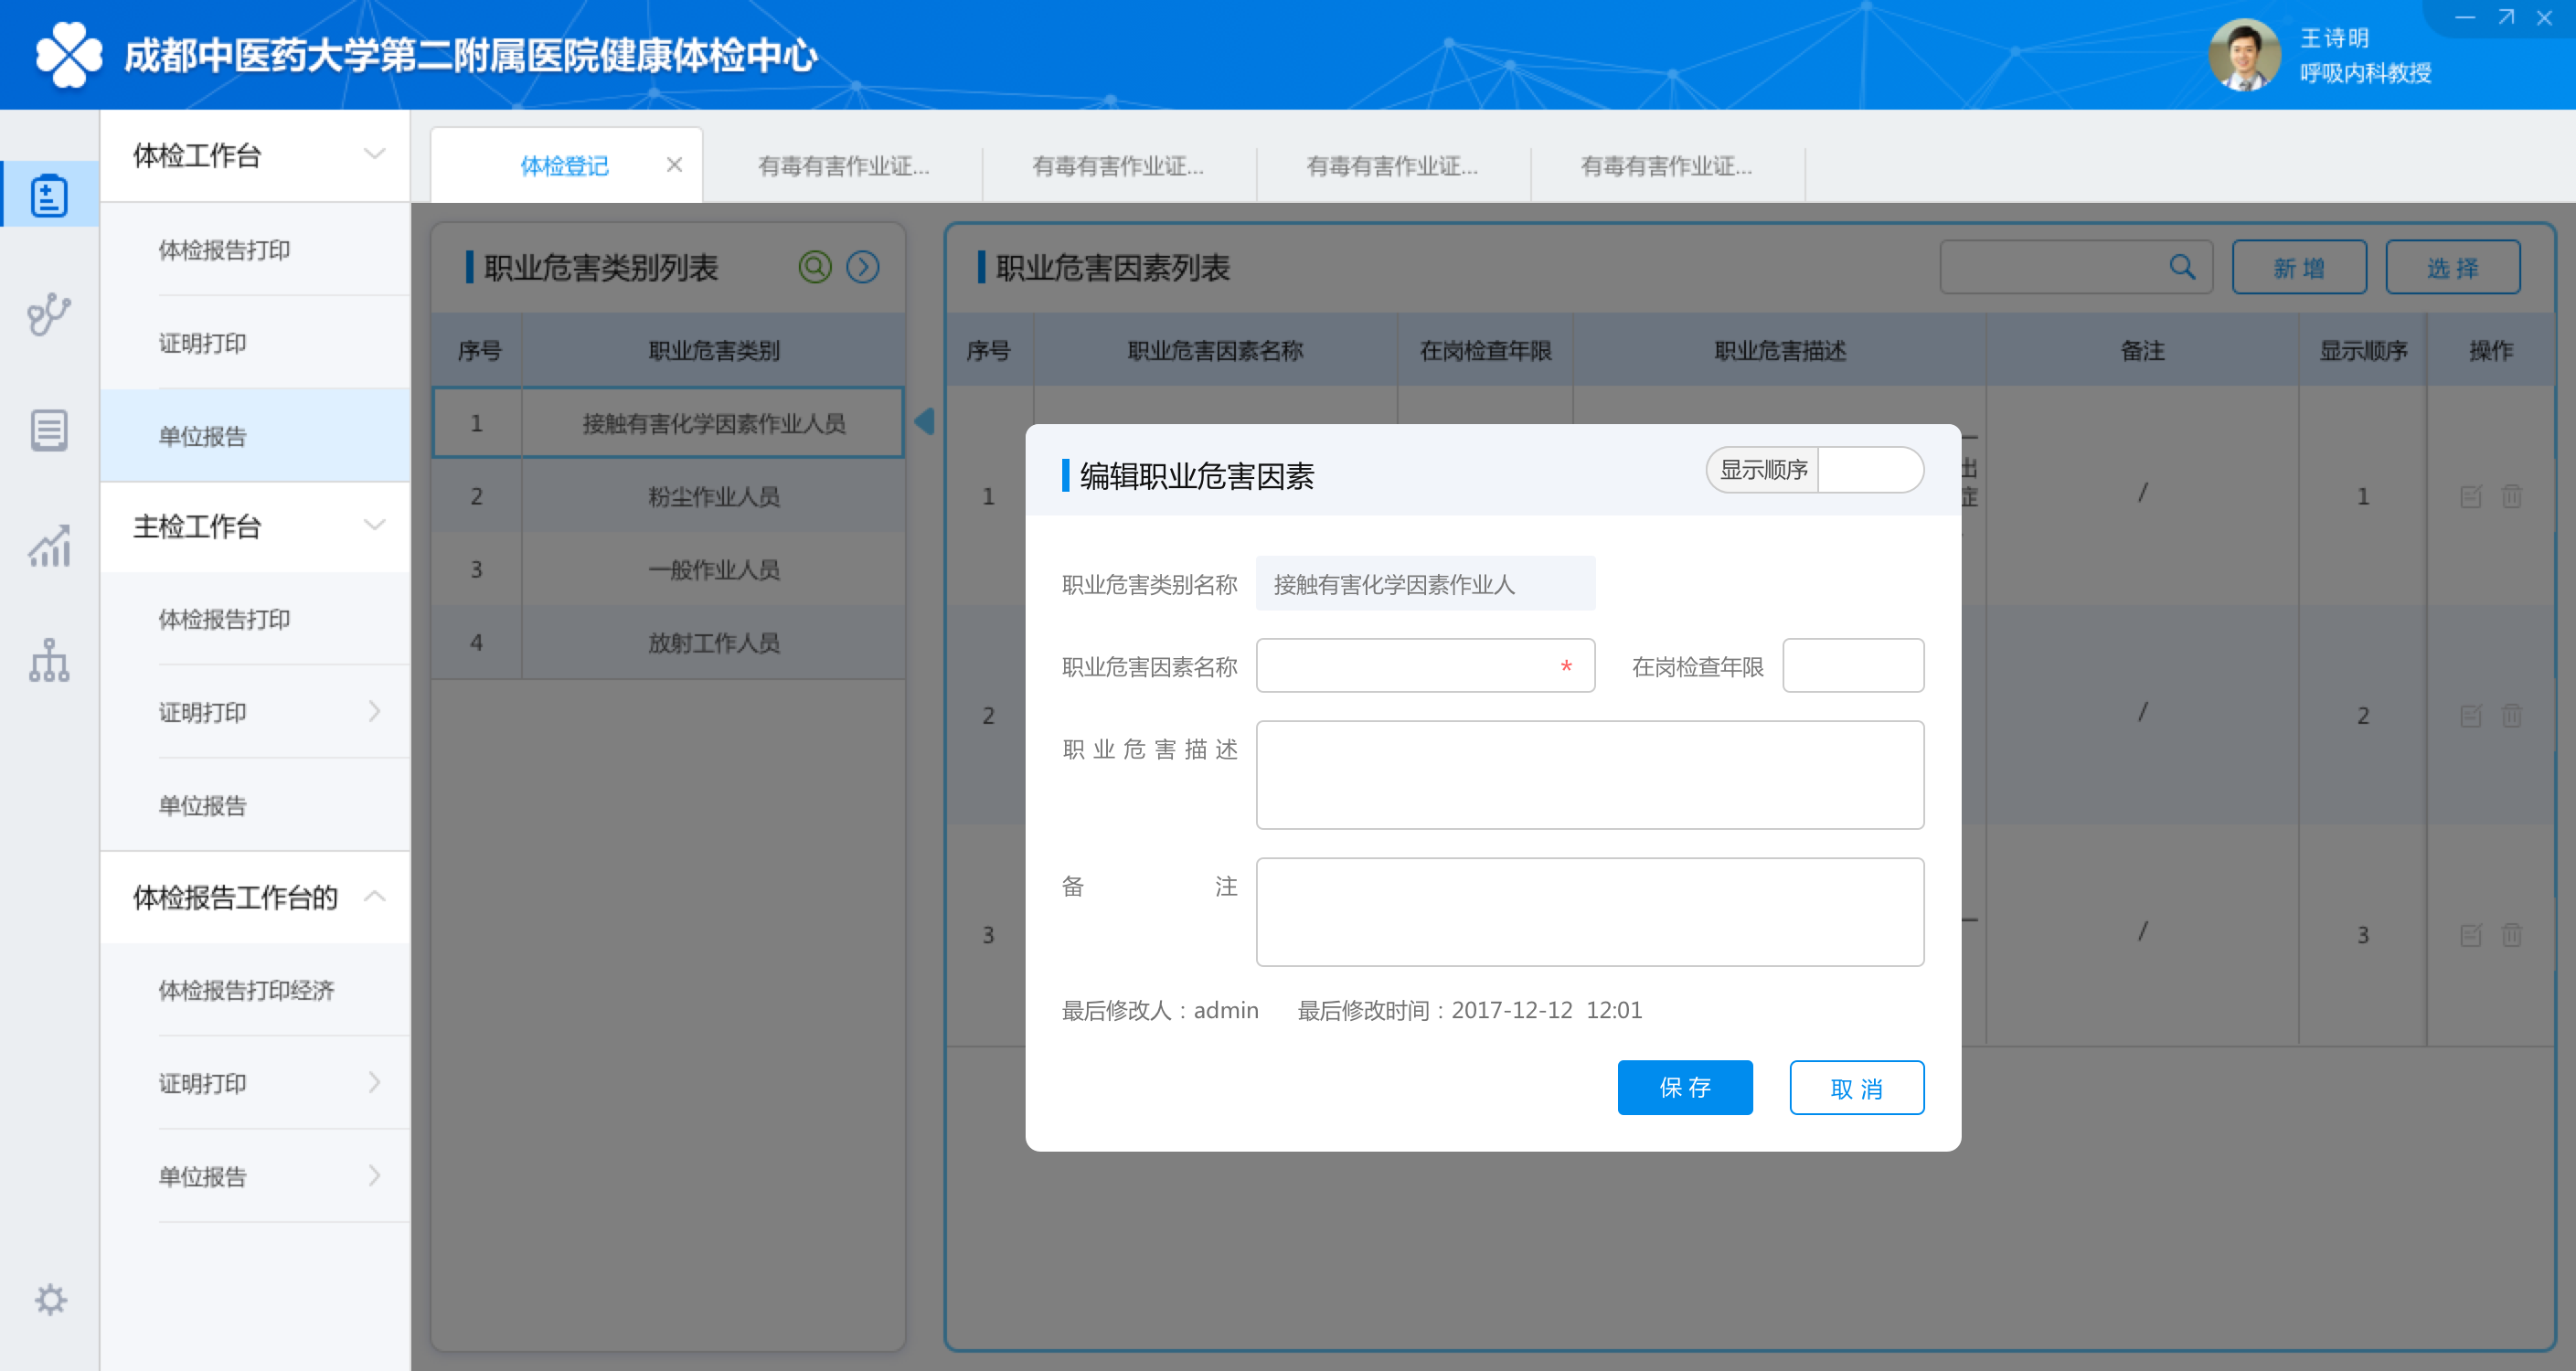 成都中医药大学第二附属医院健康体检中心
王诗明
呼吸内科教授
体检工作台
体检报告打印
证明打印
单位报告
主检工作台
体检报告打印
证明打印
单位报告
体检报告工作台的
体检报告打印经济
证明打印
单位报告
体检登记
有毒有害作业证...
有毒有害作业证...
有毒有害作业证...
有毒有害作业证...
职业危害类别列表
序号 职业危害类别
1 接触有害化学因素作业人员
2 粉尘作业人员
3 一般作业人员
4 放射工作人员
职业危害因素列表
新 增
选 择
序号 职业危害因素名称 在岗检查年限 职业危害描述 备注 显示顺序 操作
1 出 / 1
症
2 / 2
3 / 3
编辑职业危害因素
显示顺序
职业危害类别名称 接触有害化学因素作业人
职业危害因素名称 * 在岗检查年限
职业危害描述
备 注
最后修改人：admin 最后修改时间：2017-12-12 12:01
保 存
取 消